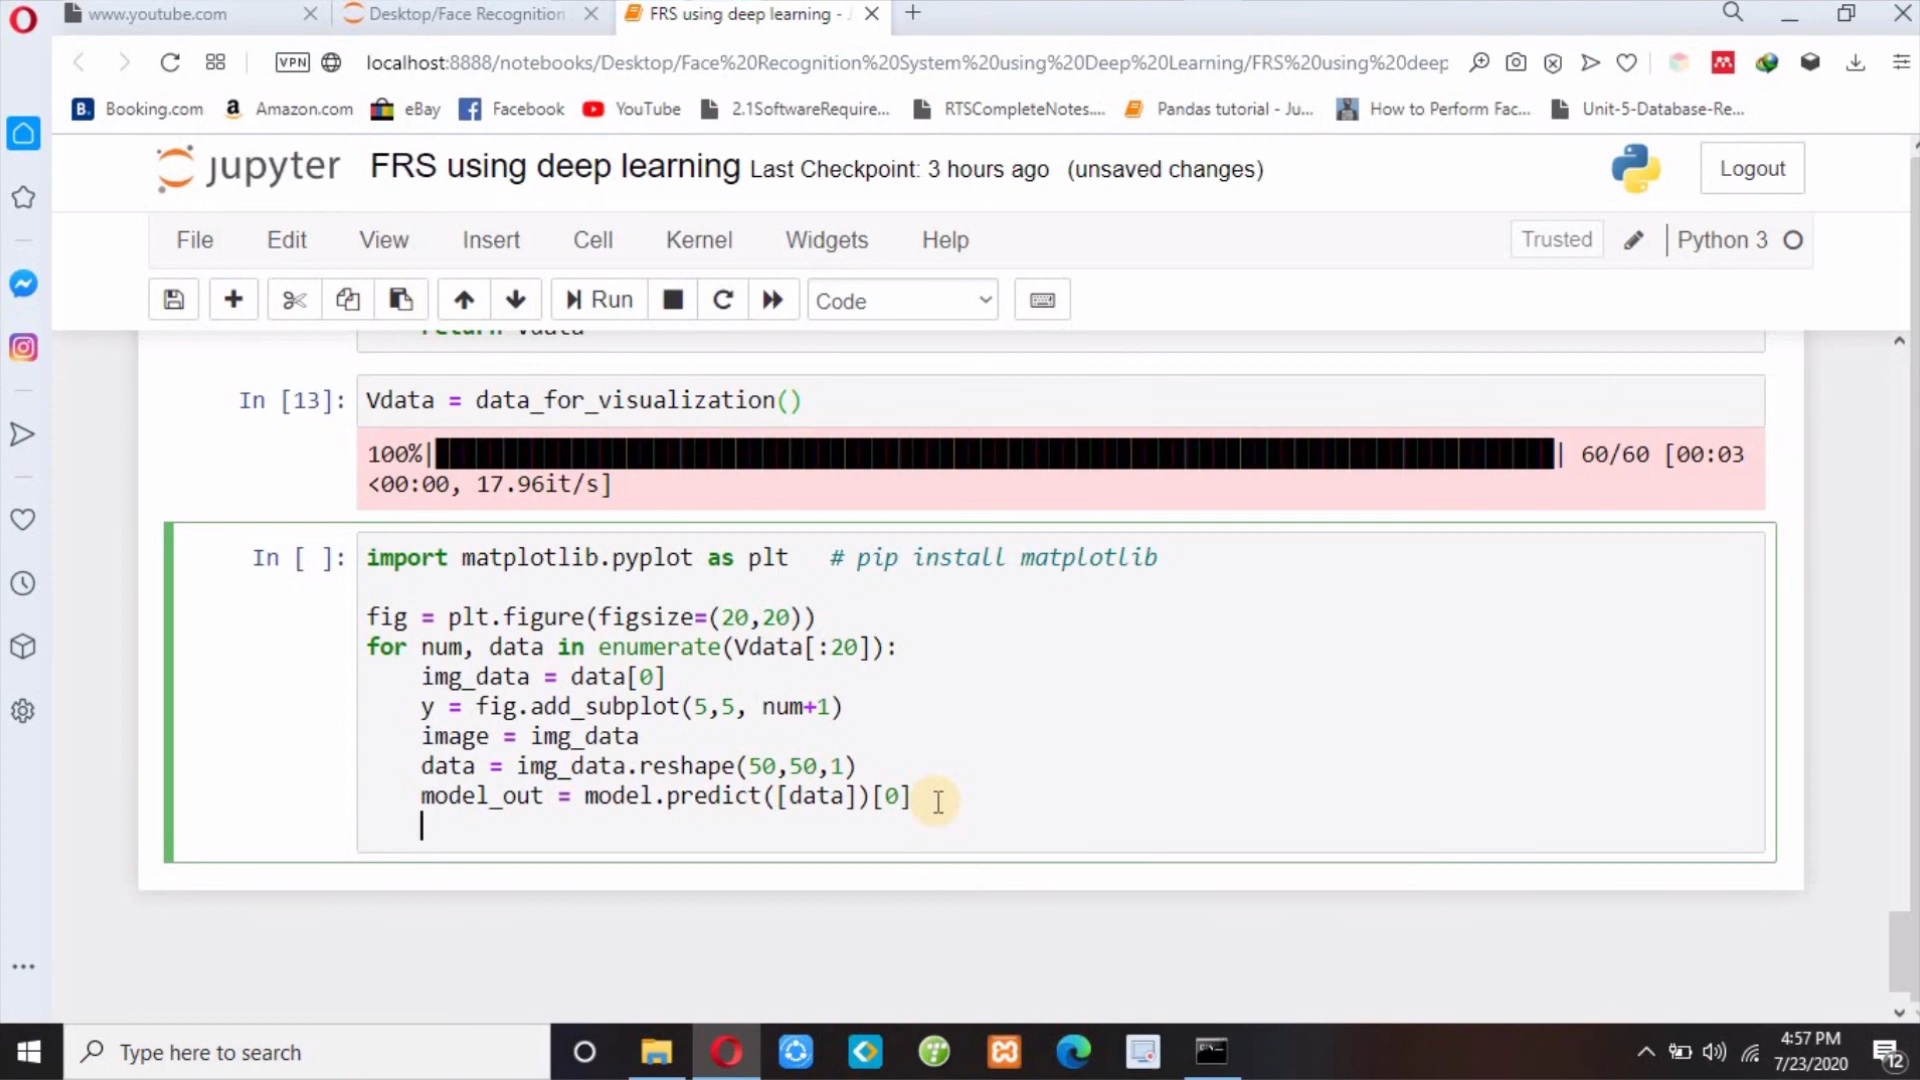 www.youtube.com
Desktop/Face Recognition
FRS using deep learning -
VPN
localhost:8888/notebooks/Desktop/Face%20Recognition%20System%20using%20Deep%20Learning/FRS%20using%20deep
Booking.com
Amazon.com
eBay
Facebook
YouTube
2.1SoftwareRequire...
RTSCompleteNotes....
Pandas tutorial - Ju...
How to Perform Fac...
Unit-5-Database-Re...
jupyter FRS using deep learning Last Checkpoint: 3 hours ago (unsaved changes)
Logout
File Edit View Insert Cell Kernel Widgets Help
Trusted
Python 3
Run
Code
return Vdata
In [13]: Vdata = data_for_visualization()
100%| | 60/60 [00:03
<00:00, 17.96it/s]
In [ ]: import matplotlib.pyplot as plt # pip install matplotlib
fig = plt.figure(figsize=(20,20))
for num, data in enumerate(Vdata[:20]):
img_data = data[0]
y = fig.add_subplot(5,5, num+1)
image = img_data
data = img_data.reshape(50,50,1)
model_out = model.predict([data])[0]
Type here to search
4:57 PM
7/23/2020
12